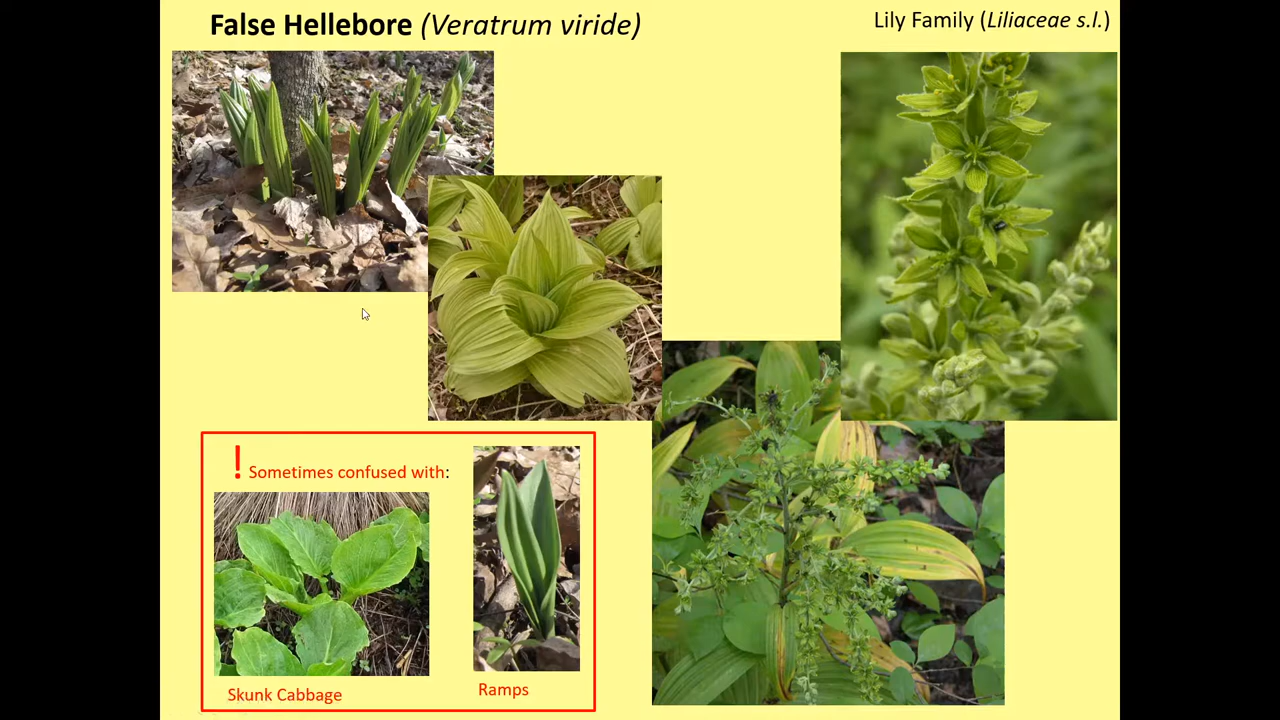 False Hellebore (Veratrum viride)
Lily Family (Liliaceae s.l.)
! Sometimes confused with:
Skunk Cabbage
Ramps